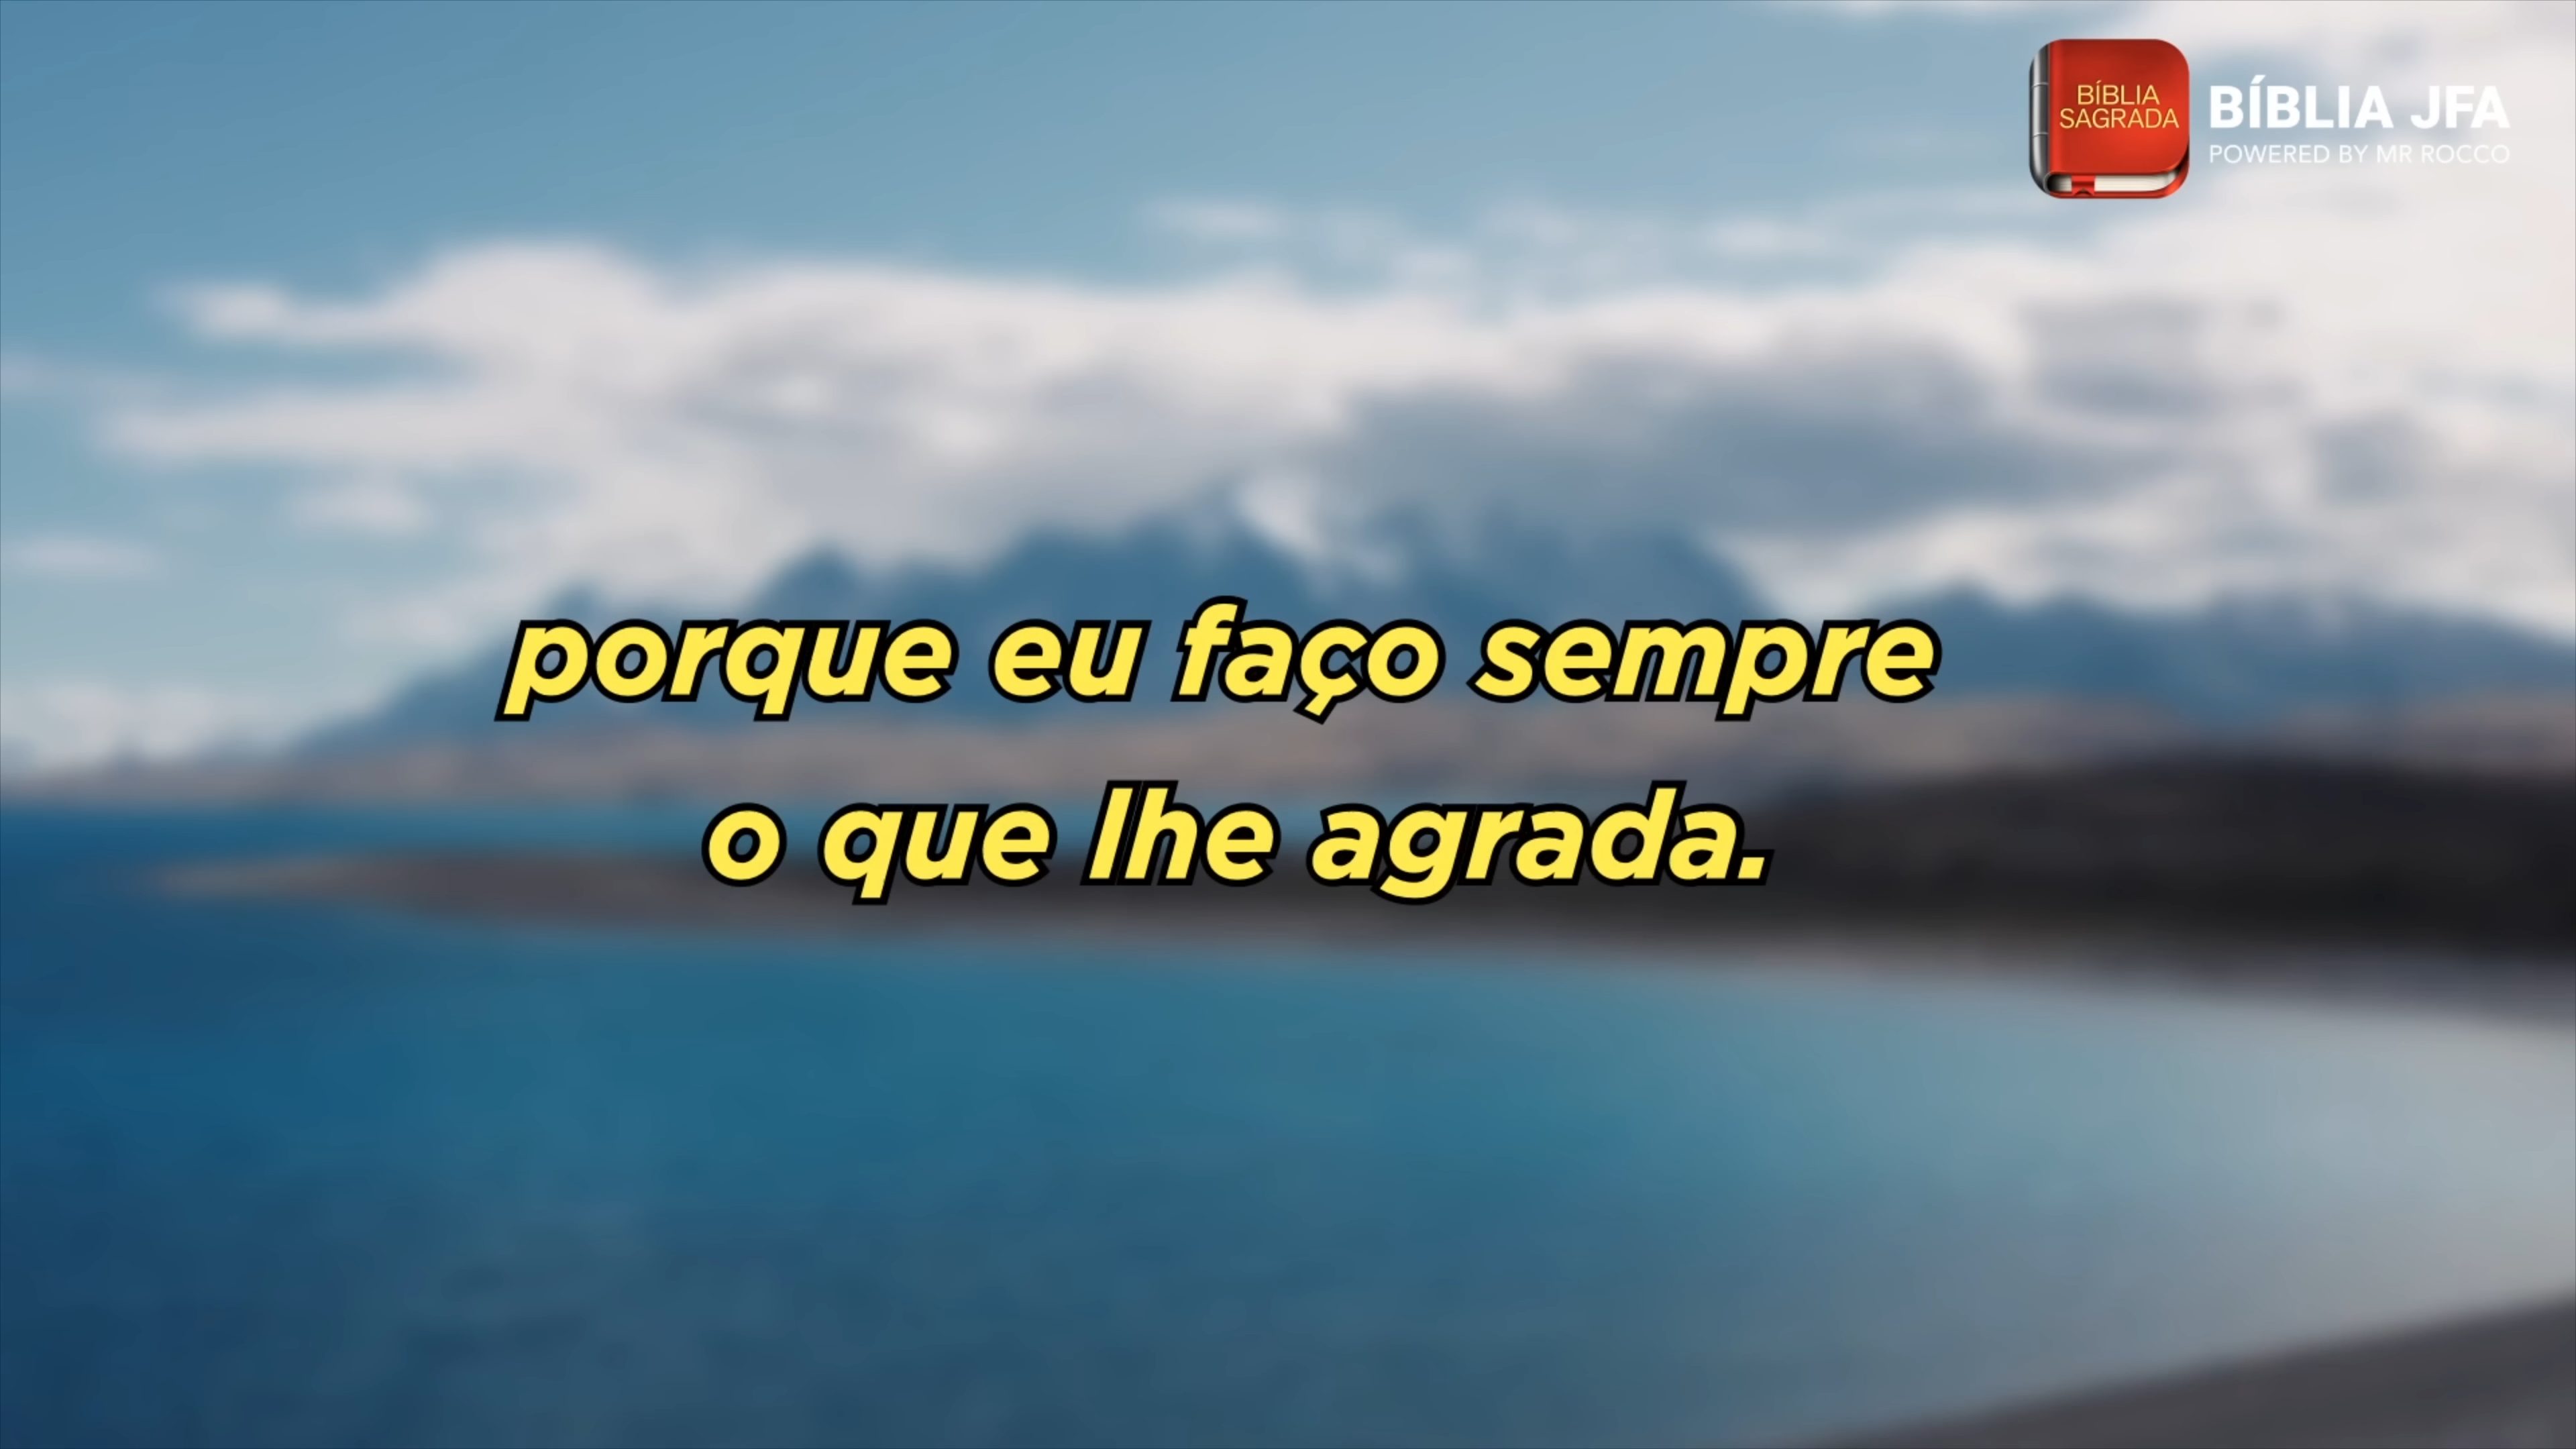 BÍBLIA
SAGRADA
BÍBLIA JFA
POWERED BY MR ROCCO
porque eu faço sempre
o que lhe agrada.